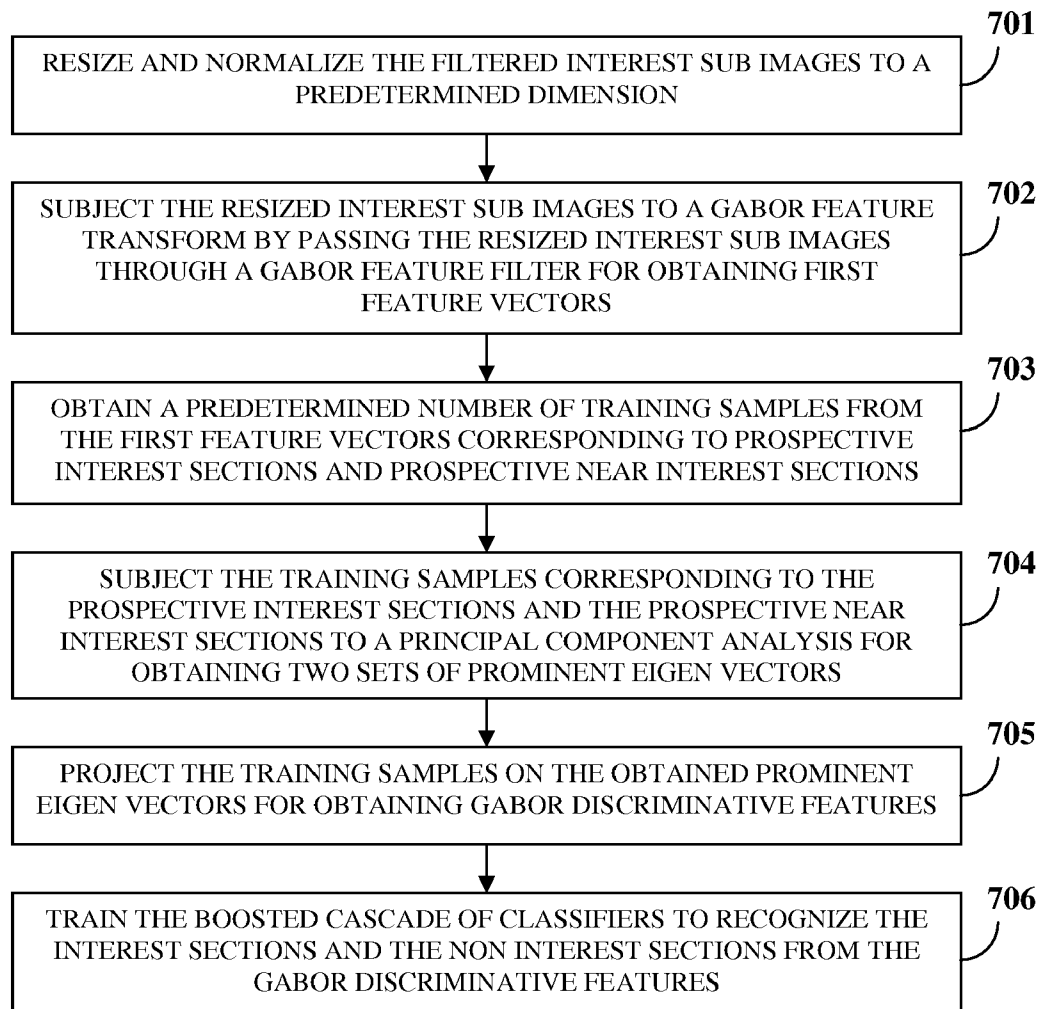 701
RESIZE AND NORMALIZE THE FILTERED INTEREST SUB IMAGES TO A
PREDETERMINED DIMENSION
702
SUBJECT THE RESIZED INTEREST SUB IMAGES TO A GABOR FEATURE
TRANSFORM BY PASSING THE RESIZED INTEREST SUB IMAGES
THROUGH A GABOR FEATURE FILTER FOR OBTAINING FIRST
FEATURE VECTORS
703
OBTAIN A PREDETERMINED NUMBER OF TRAINING SAMPLES FROM
THE FIRST FEATURE VECTORS CORRESPONDING TO PROSPECTIVE
INTEREST SECTIONS AND PROSPECTIVE NEAR INTEREST SECTIONS
704
SUBJECT THE TRAINING SAMPLES CORRESPONDING TO THE
PROSPECTIVE INTEREST SECTIONS AND THE PROSPECTIVE NEAR
INTEREST SECTIONS TO A PRINCIPAL COMPONENT ANALYSIS FOR
OBTAINING TWO SETS OF PROMINENT EIGEN VECTORS
705
PROJECT THE TRAINING SAMPLES ON THE OBTAINED PROMINENT
EIGEN VECTORS FOR OBTAINING GABOR DISCRIMINATIVE FEATURES
706
TRAIN THE BOOSTED CASCADE OF CLASSIFIERS TO RECOGNIZE THE
INTEREST SECTIONS AND THE NON INTEREST SECTIONS FROM THE
GABOR DISCRIMINATIVE FEATURES